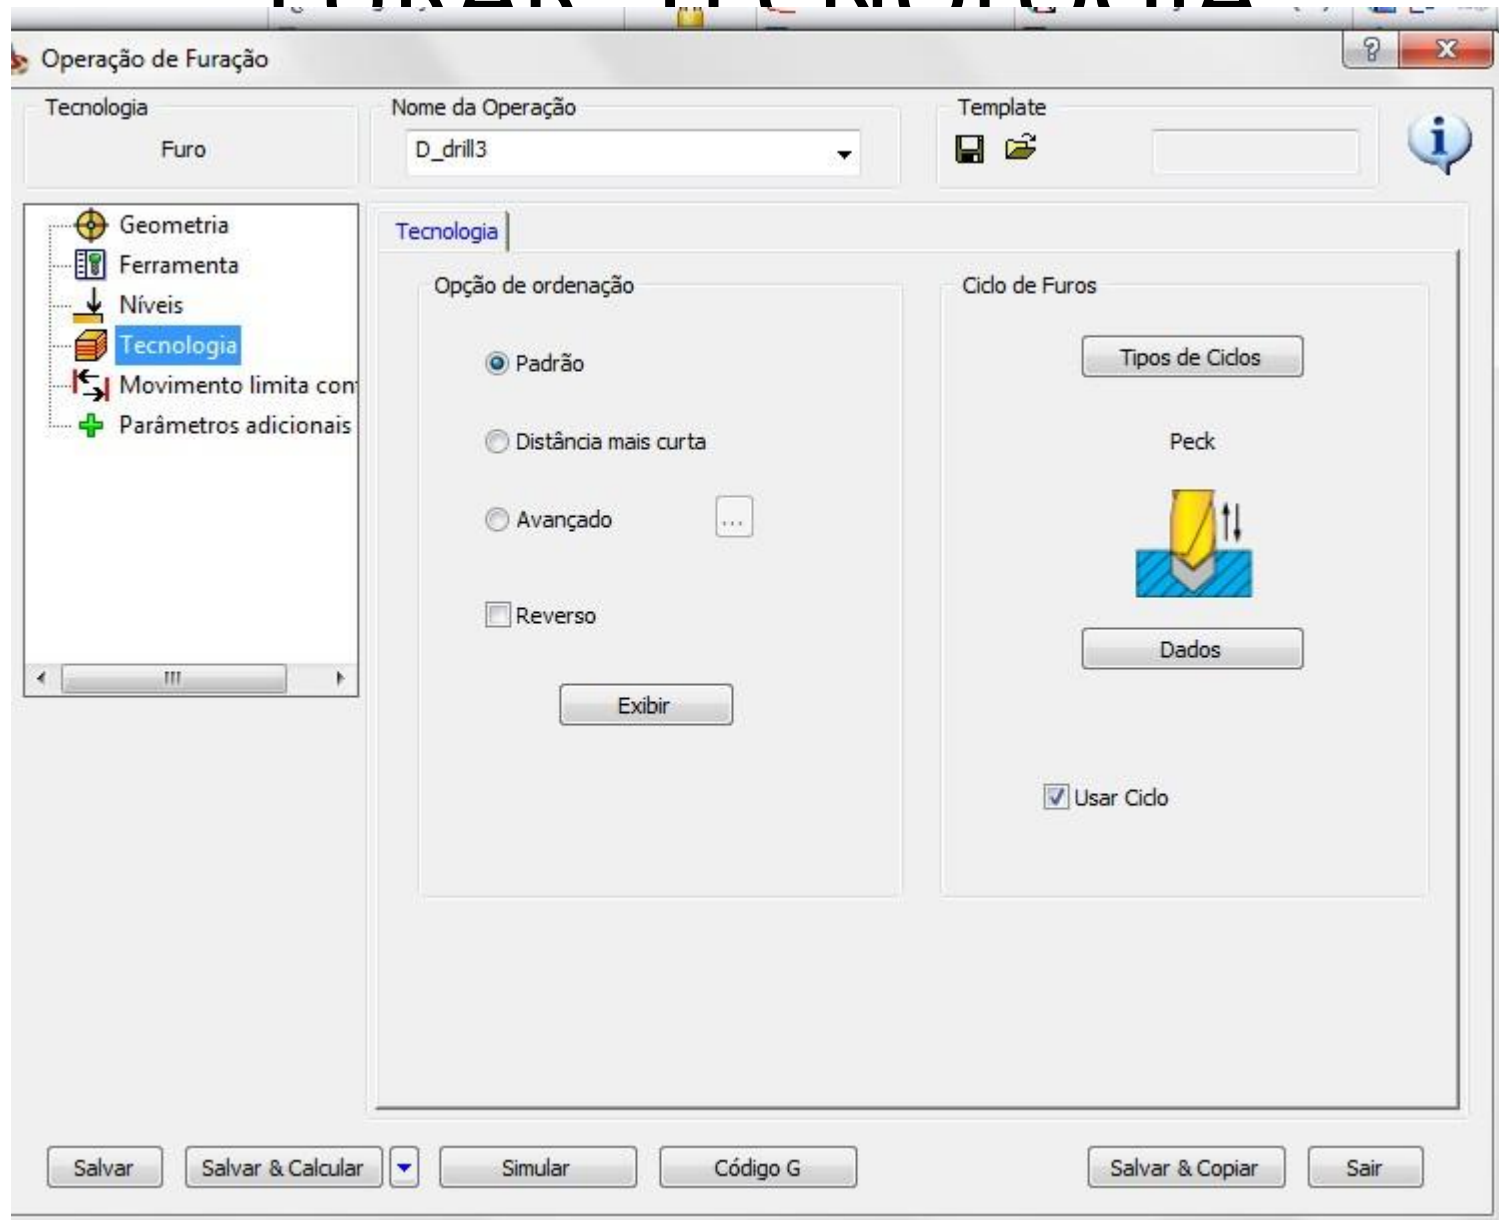 Operação de Furação
Tecnologia
Furo
Nome da Operação
D_drill3
Template
Geometria
Ferramenta
Níveis
Tecnologia
Movimento limita con
Parâmetros adicionais
Tecnologia
Opção de ordenação
Padrão
Distância mais curta
Avançado
...
Reverso
Exibir
Ciclo de Furos
Tipos de Ciclos
Peck
Dados
Usar Ciclo
Salvar
Salvar & Calcular
Simular
Código G
Salvar & Copiar
Sair